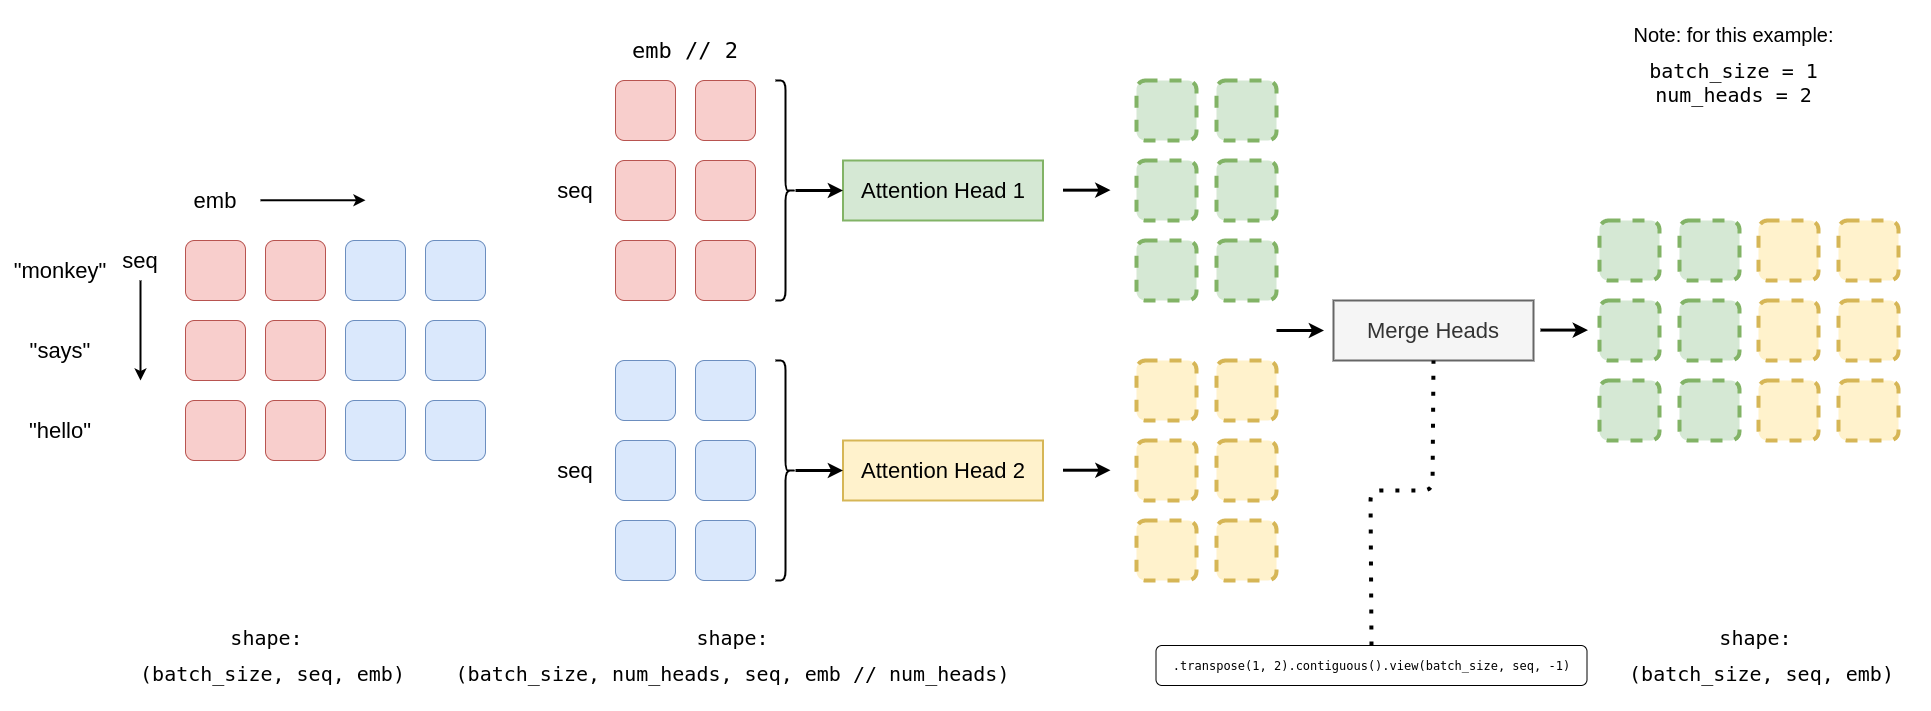 Note: for this example:
batch_size = 1
num_heads = 2
emb // 2
emb
seq
"monkey"
"says"
"hello"
seq
seq
Attention Head 1
Attention Head 2
Merge Heads
.transpose(1, 2).contiguous().view(batch_size, seq, -1)
shape:
(batch_size, seq, emb)
shape:
(batch_size, num_heads, seq, emb // num_heads)
shape:
(batch_size, seq, emb)